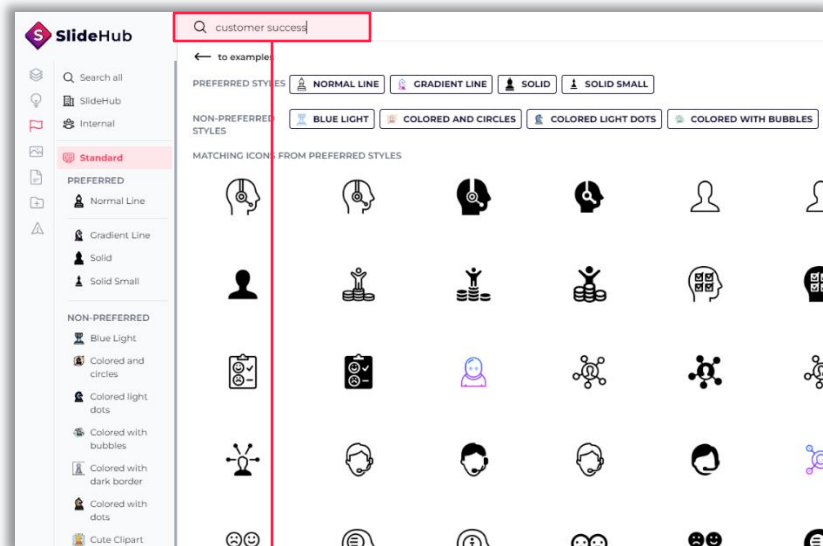 SlideHub
customer success
to examples
Search all
SlideHub
Internal
Standard
PREFERRED
Normal Line
Gradient Line
Solid
Solid Small
NON-PREFERRED
Blue Light
Colored and
circles
Colored light
dots
Colored with
bubbles
Colored with
dark border
Colored with
dots
Cute Clipart
PREFERRED STYLES
NORMAL LINE
GRADIENT LINE
SOLID
SOLID SMALL
NON-PREFERRED
STYLES
BLUE LIGHT
COLORED AND CIRCLES
COLORED LIGHT DOTS
COLORED WITH BUBBLES
MATCHING ICONS FROM PREFERRED STYLES